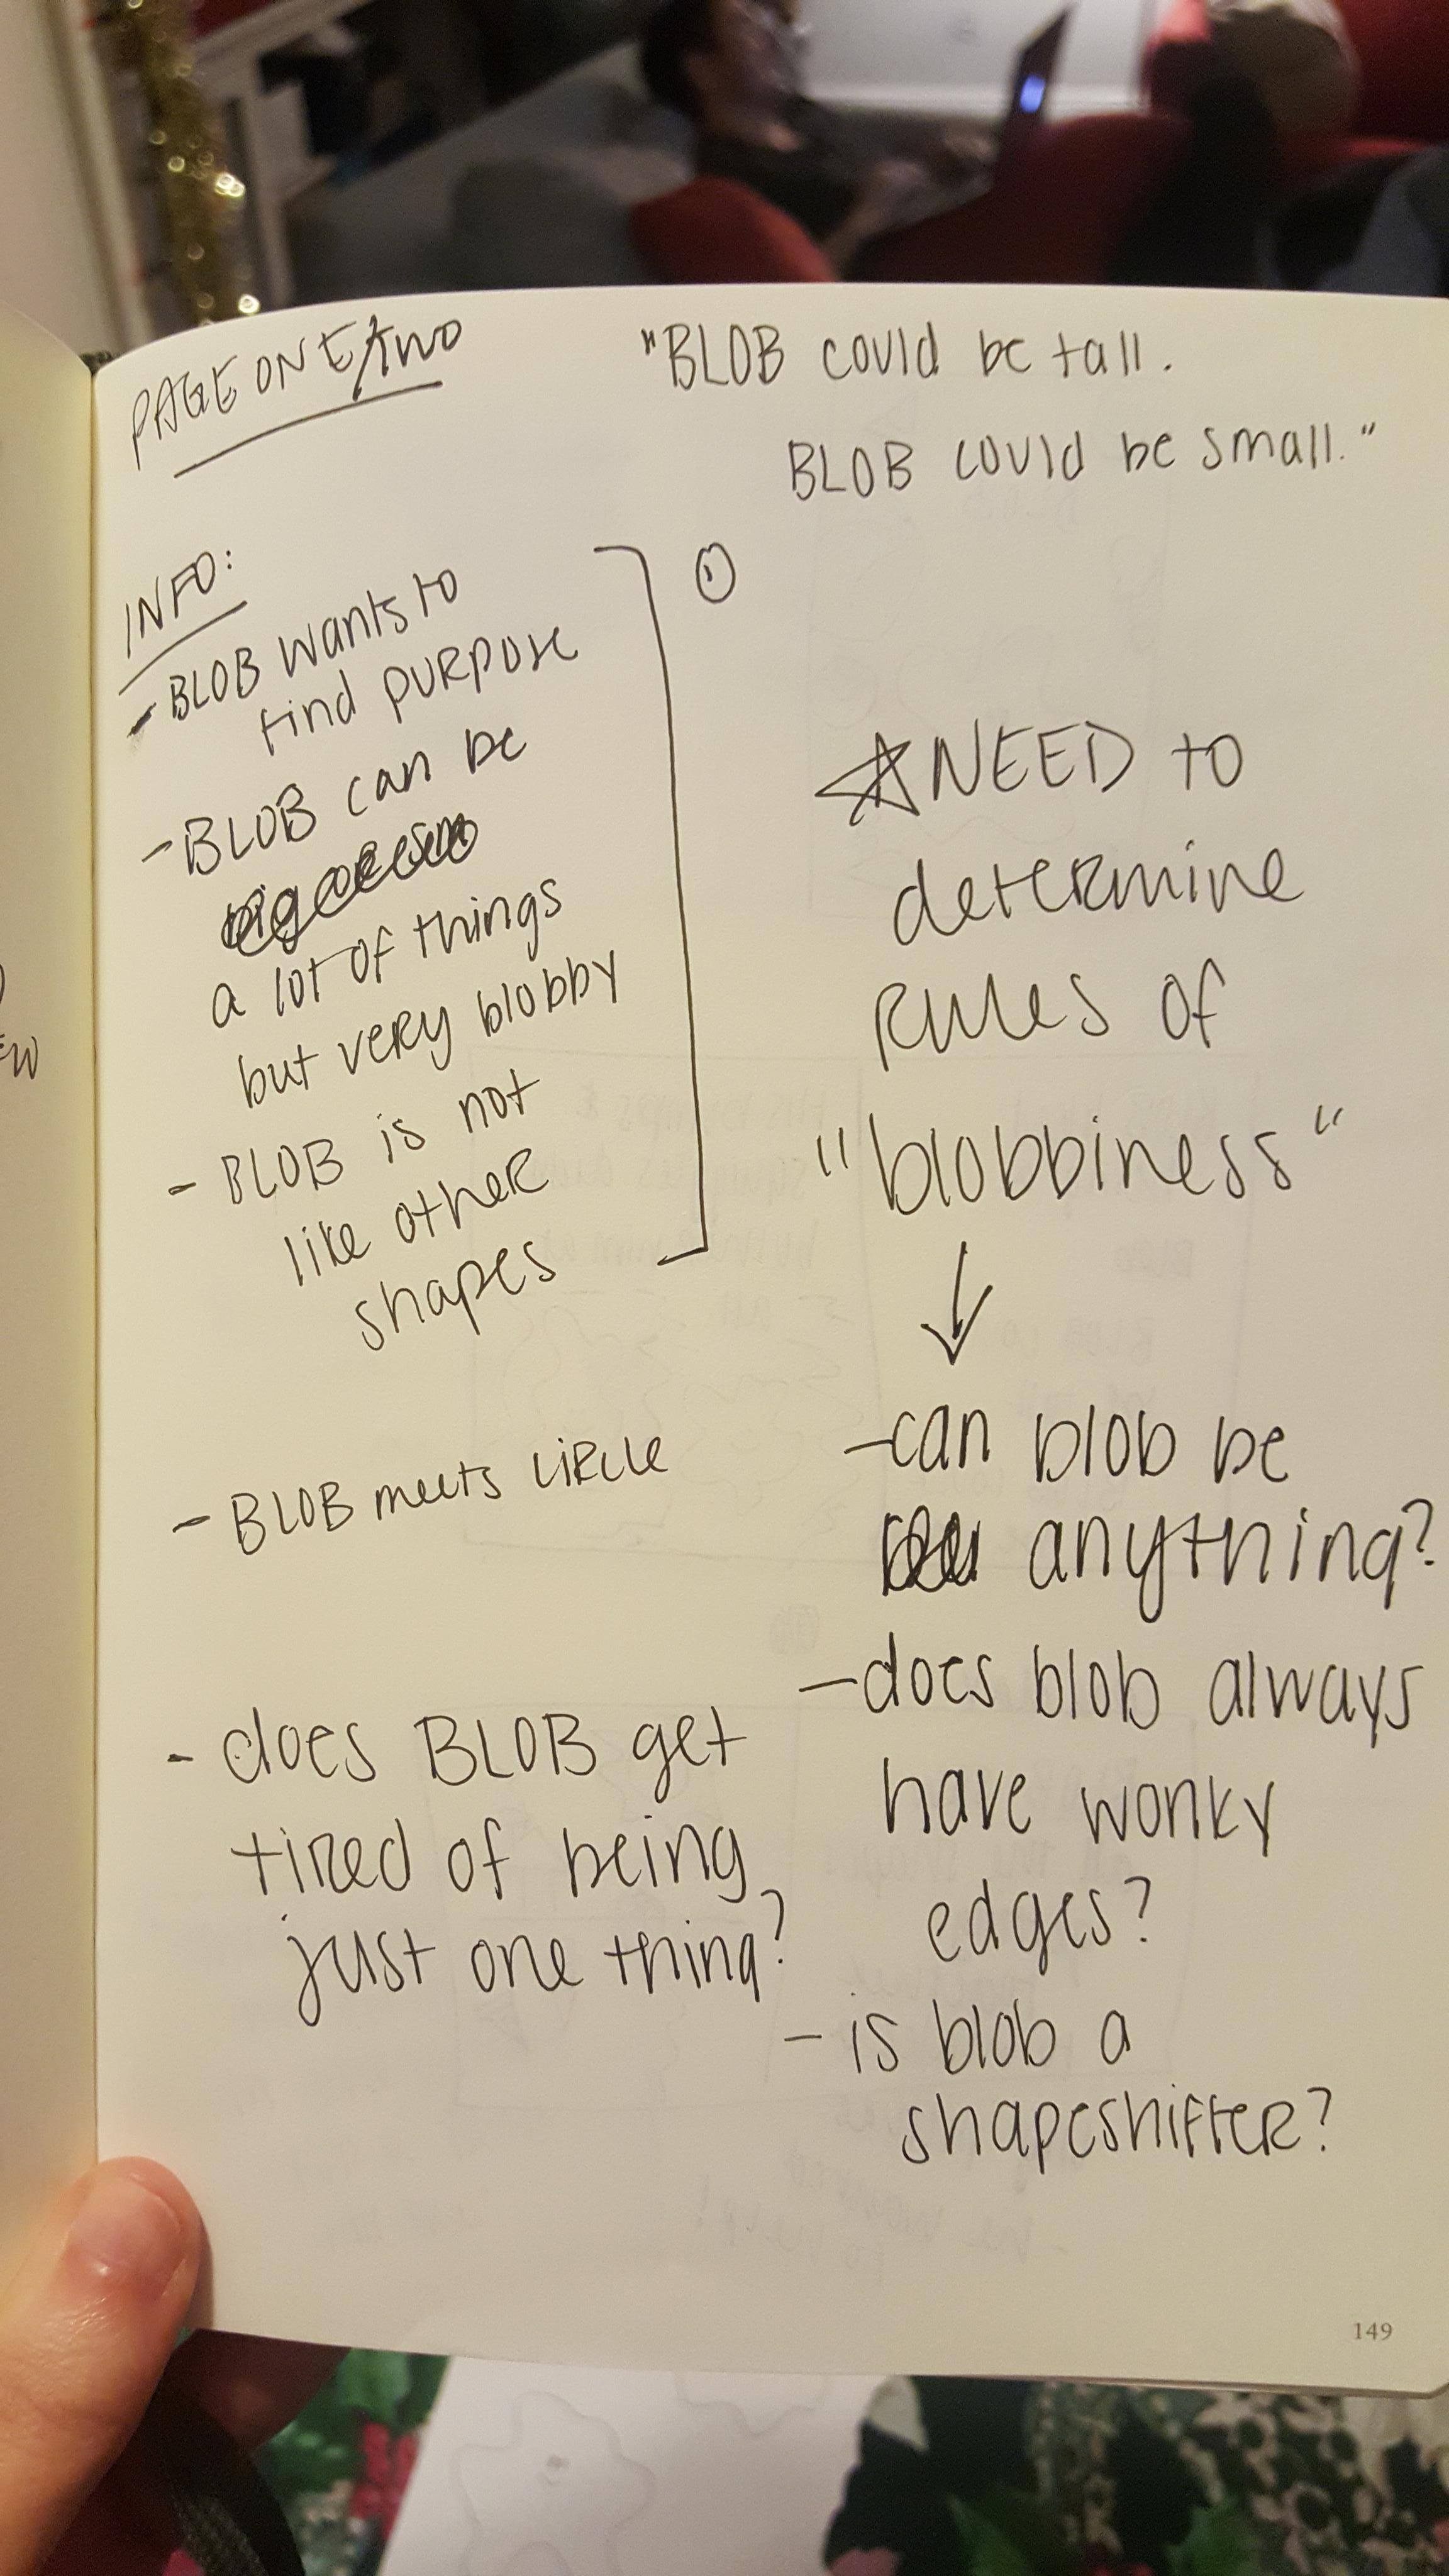 PAGE ONE/TWO
"BLOB could be tall.
BLOB could be small."
INFO:
- BLOB wants to
find PURPOSE
- BLOB can be
a lot of things
but very blobby
- BLOB is not
like other
shapes
①
- BLOB meets CIRCLE
- does BLOB get
tired of being
just one thing?
☆ NEED to
determine
RULES of
"blobbiness"
↓
- can blob be
anything?
- does blob always
have wonky
edges?
- is blob a
shapeshifter?
149